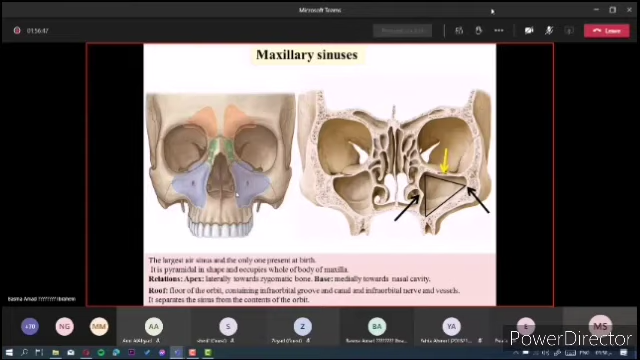 Microsoft Teams
01:56:47
Leave
Maxillary sinuses
The largest air sinus and the only one present at birth.
It is pyramidal in shape and occupies whole of body of maxilla.
Relations: Apex: laterally towards zygomatic bone. Base: medially towards nasal cavity.
Roof: floor of the orbit, containing infraorbital groove and canal and infraorbital nerve and vessels.
It separates the sinus from the contents of the orbit.
+70
NG
MM
AA
S
Z
BA
YA
E
MS
PowerDirector